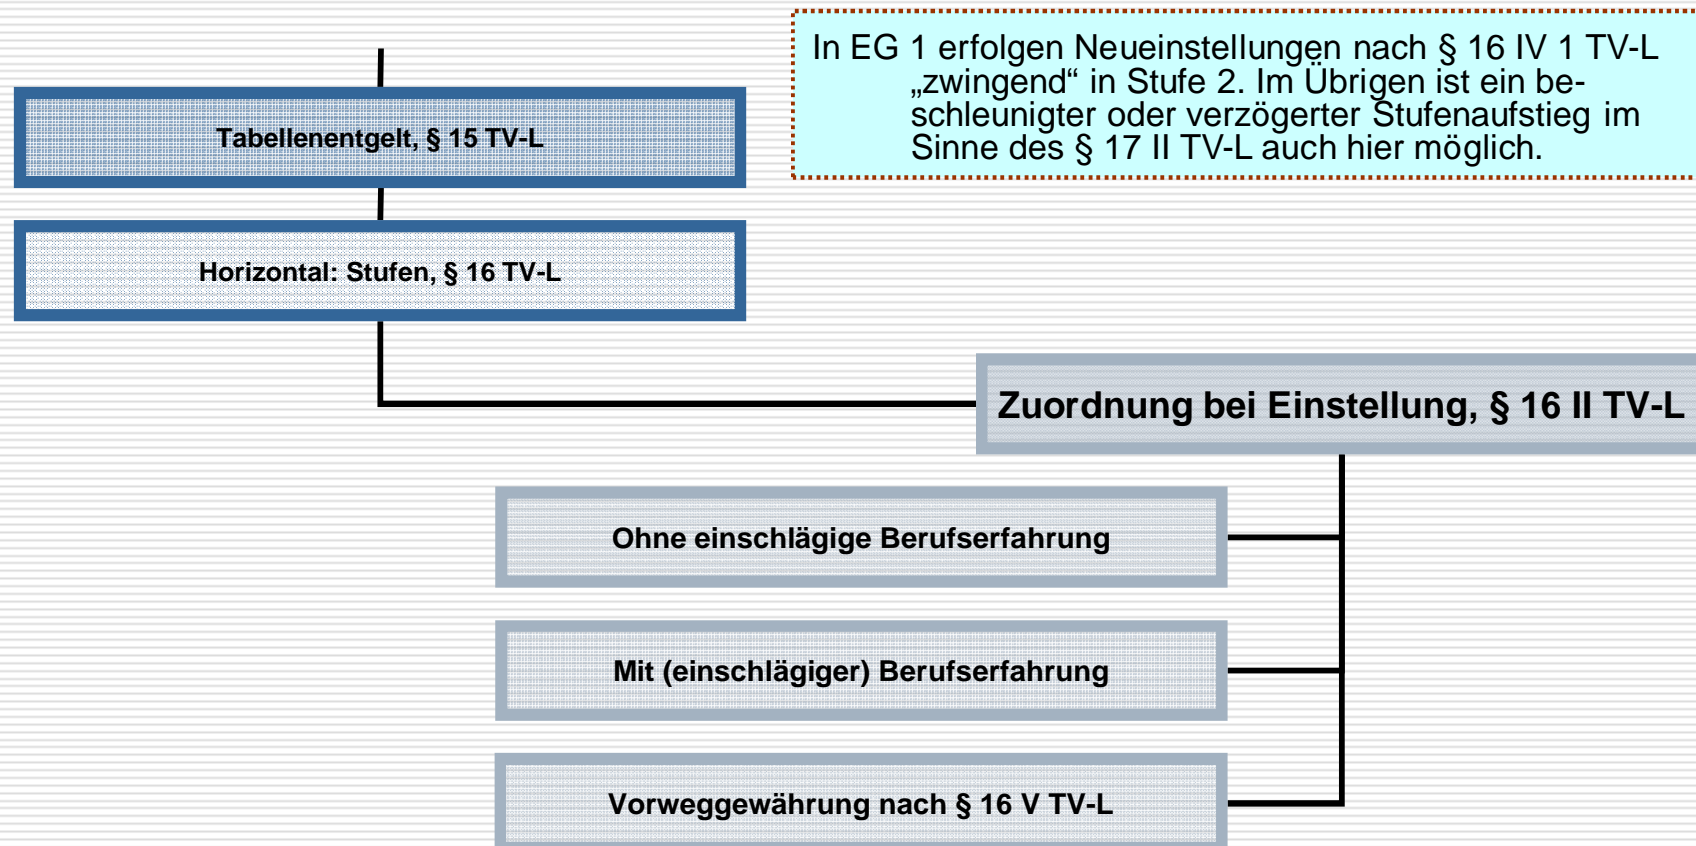 In EG 1 erfolgen Neueinstellungen nach § 16 IV 1 TV-L
„zwingend“ in Stufe 2. Im Übrigen ist ein be-
schleunigter oder verzögerter Stufenaufstieg im
Sinne des § 17 II TV-L auch hier möglich.
Tabellenentgelt, § 15 TV-L
Horizontal: Stufen, § 16 TV-L
Zuordnung bei Einstellung, § 16 II TV-L
Ohne einschlägige Berufserfahrung
Mit (einschlägiger) Berufserfahrung
Vorweggewährung nach § 16 V TV-L